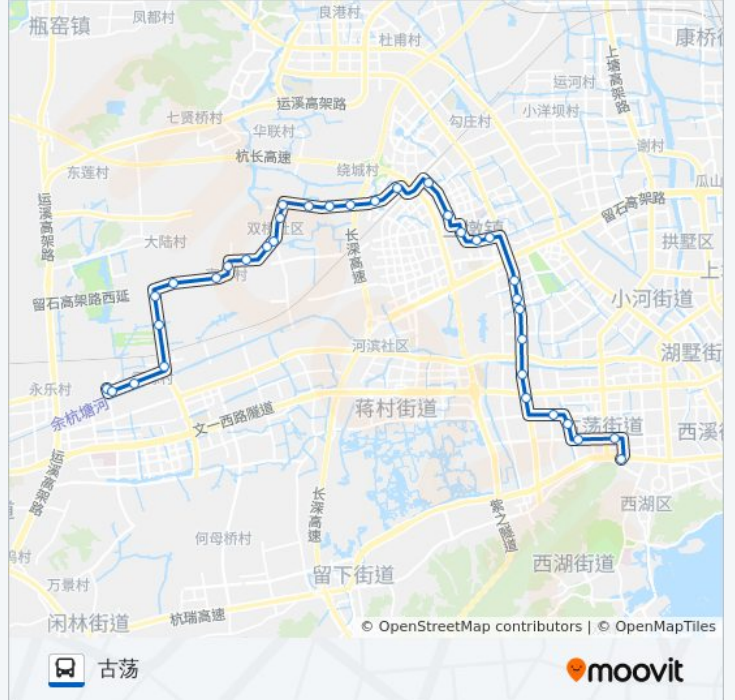 良港村
凤都村
瓶窑镇
康桥街
杜甫村
上塘高架路
运河村
运溪高架路
小洋坝村
七贤桥村
勾庄村
华联村
谢村
杭长高速
绕城村
东莲村
瓜山
留石高架路
运溪高架路
双桥社区
三墩镇
长深高速
大陆村
拱墅区
上
留石高架路西延
小河街道
河滨社区
湖墅街
永乐村
余杭塘河
蒋村街道
文一西路隧道
古荡街道
西溪街
运溪高架路
长深高速
紫之隧道
西湖区
何母桥村
西湖街道
留下街道
万景村
杭瑞高速
闲林街道
© OpenStreetMap contributors | © OpenMapTiles
古荡
moovit